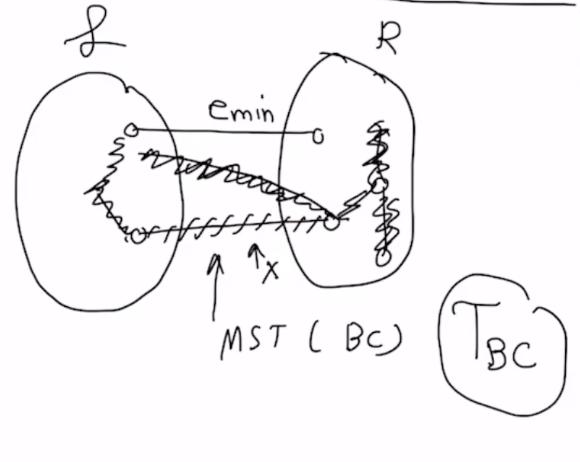 L R
emin
x
MST ( BC)
TBC